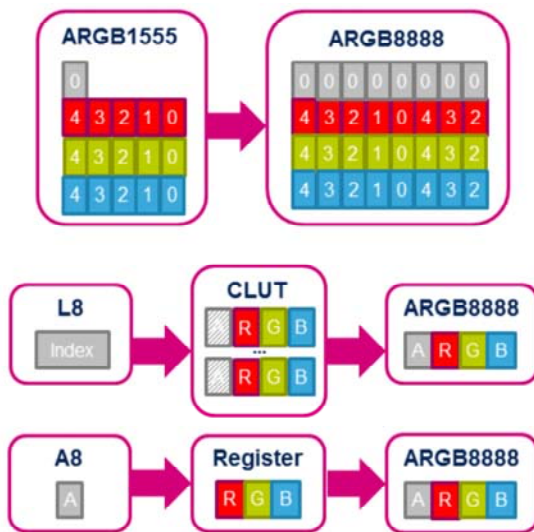 ARGB1555
ARGB8888
0
0 0 0 0 0 0 0 0
4 3 2 1 0
4 3 2 1 0 4 3 2
4 3 2 1 0
4 3 2 1 0 4 3 2
4 3 2 1 0
4 3 2 1 0 4 3 2
L8
CLUT
ARGB8888
Index
A R G B
...
A R G B
A R G B
A8
Register
ARGB8888
A
R G B
A R G B